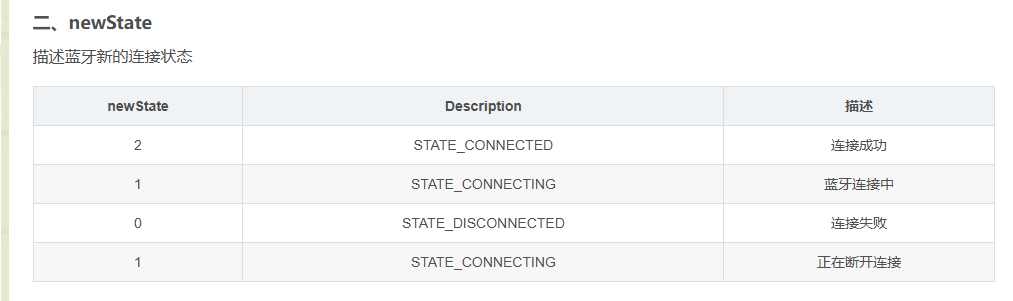 二、newState
描述蓝牙新的连接状态
newState Description 描述
2 STATE_CONNECTED 连接成功
1 STATE_CONNECTING 蓝牙连接中
0 STATE_DISCONNECTED 连接失败
1 STATE_CONNECTING 正在断开连接